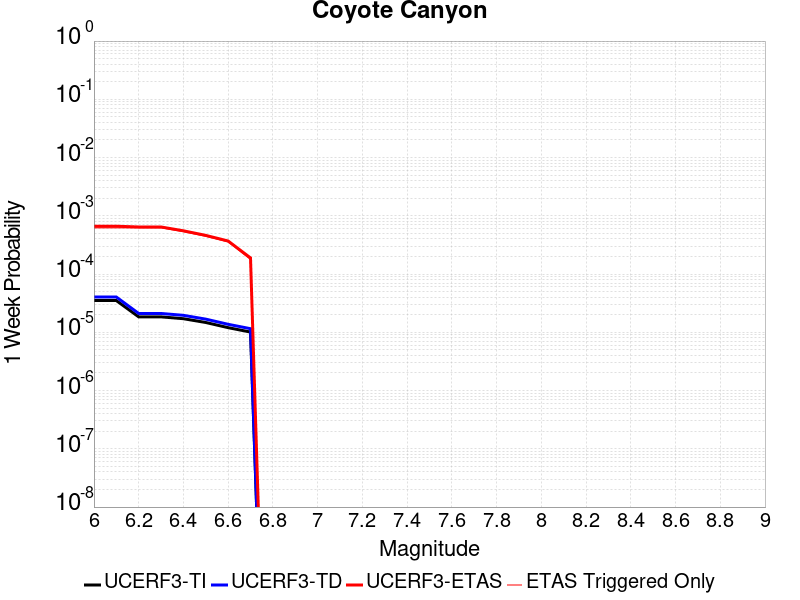 Coyote Canyon
1 Week Probability
10^0
10^-1
10^-2
10^-3
10^-4
10^-5
10^-6
10^-7
10^-8
6 6.2 6.4 6.6 6.8 7 7.2 7.4 7.6 7.8 8 8.2 8.4 8.6 8.8 9
Magnitude
UCERF3-TI UCERF3-TD UCERF3-ETAS ETAS Triggered Only